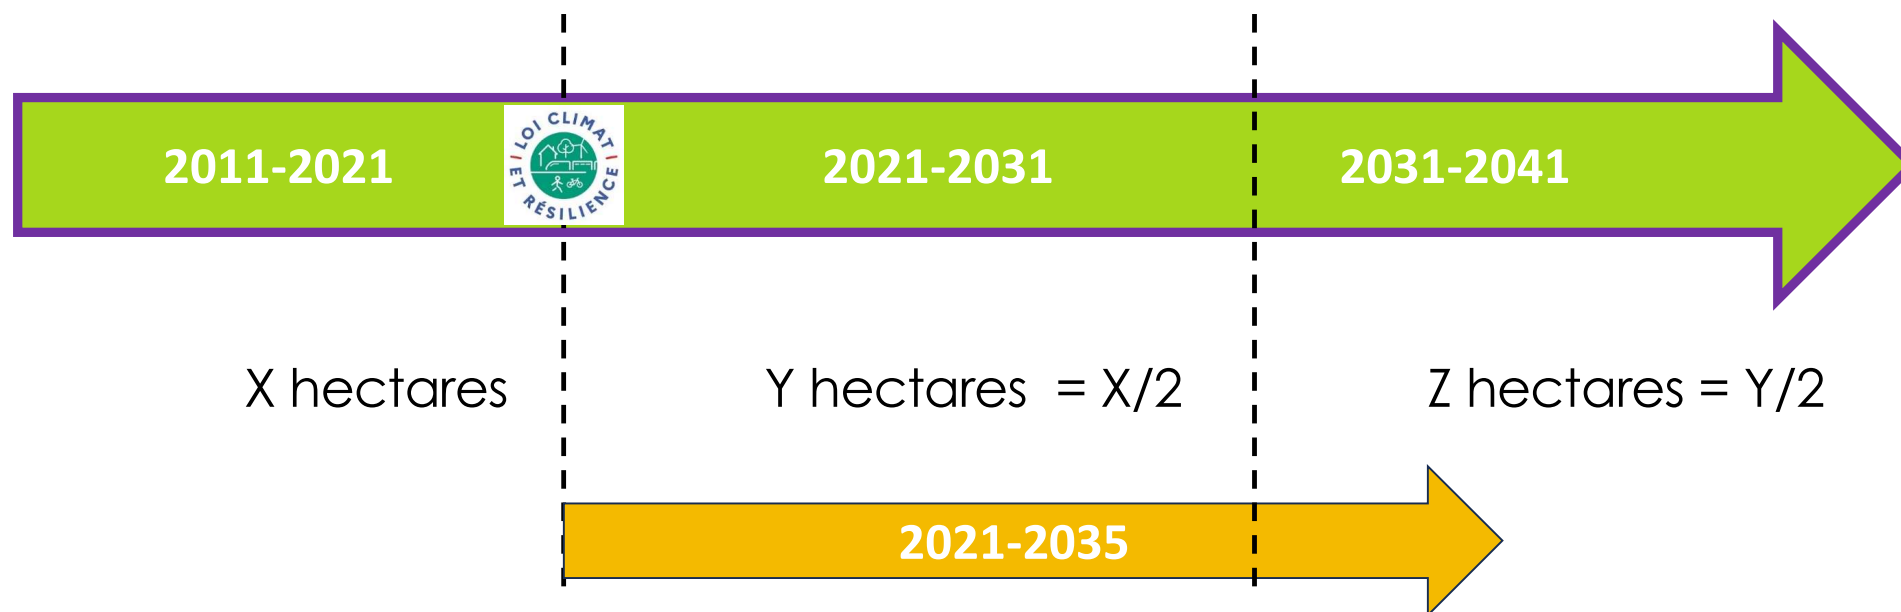 2011-2021
LOI CLIMAT
ET RÉSILIENCE
2021-2031
2031-2041
X hectares
Y hectares = X/2
Z hectares = Y/2
2021-2035